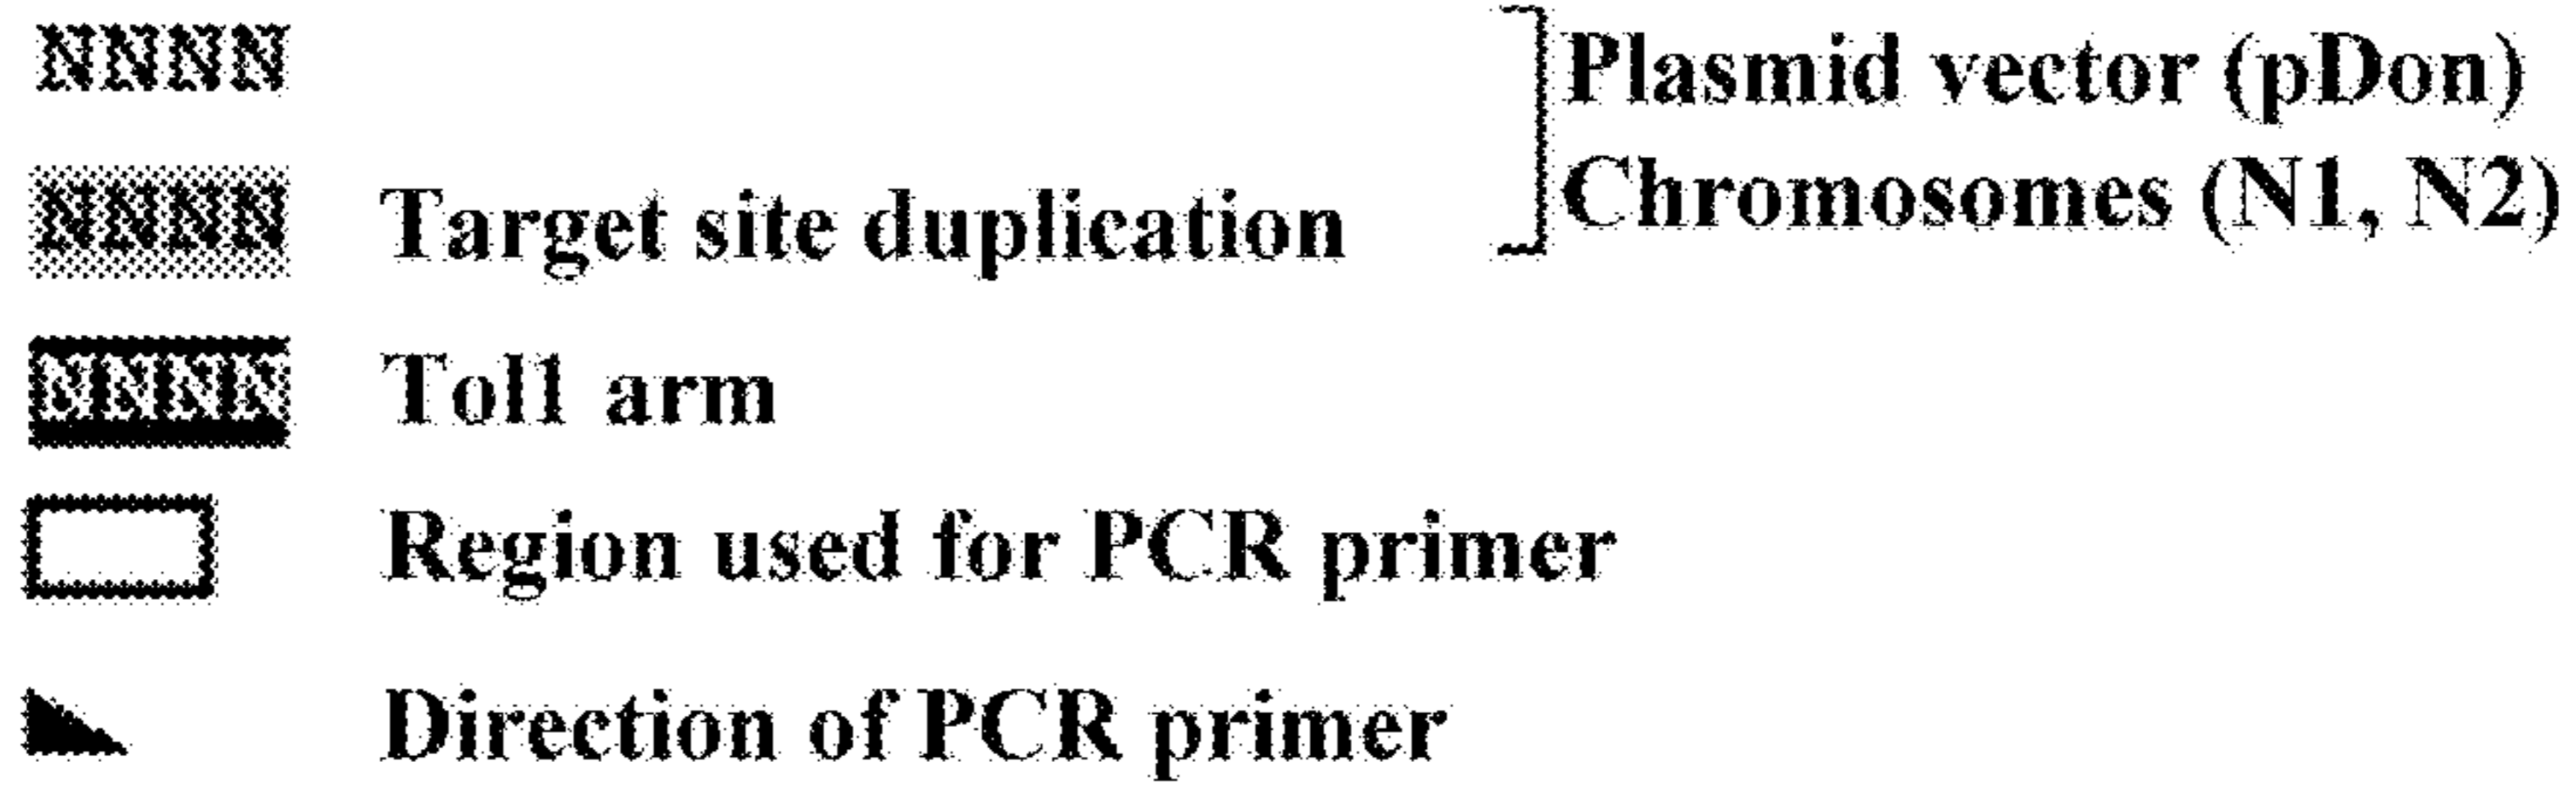 NNNN
Plasmid vector (pDon)
NNNN Target site duplication
Chromosomes (N1, N2)
NNNN Tol1 arm
Region used for PCR primer
Direction of PCR primer